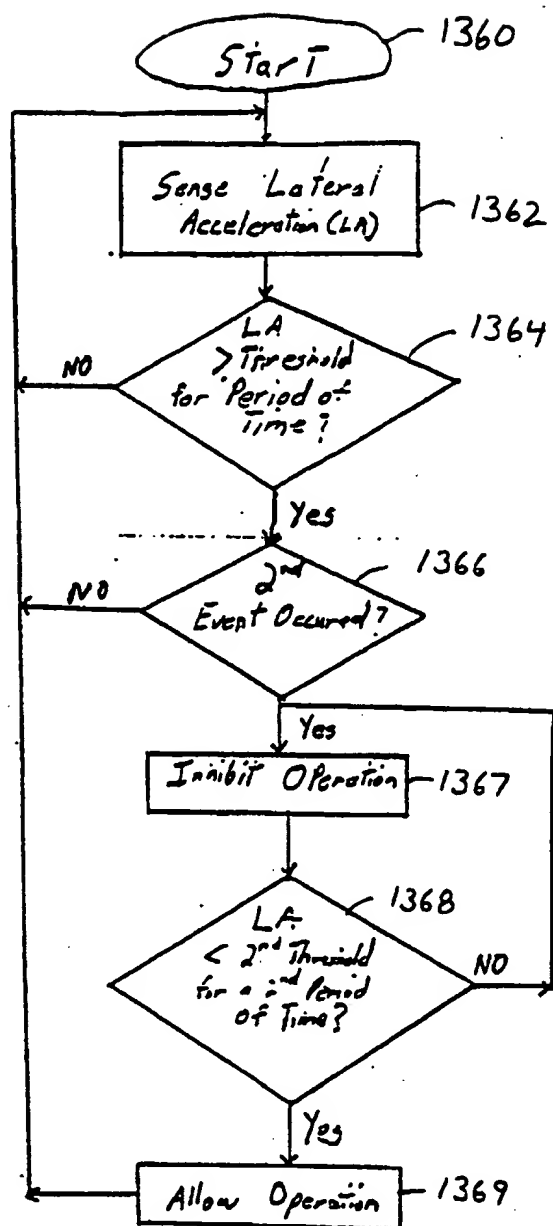 Start
1360
Sense Lateral
Acceleration (LA)
1362
LA
> Threshold
for Period of
Time?
1364
NO
Yes
2nd
Event Occurred?
1366
NO
Yes
Inhibit Operation
1367
LA
< 2nd Threshold
for a 2nd Period
of Time?
1368
NO
Yes
Allow Operation
1369